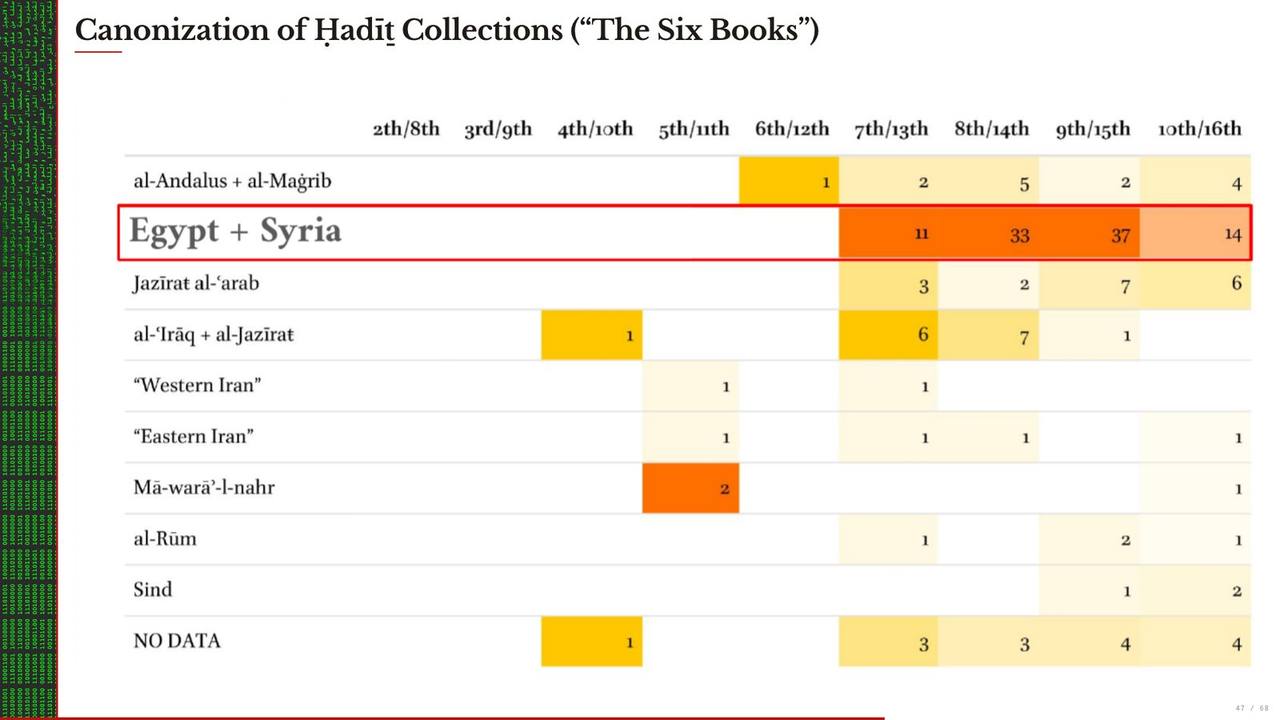 Canonization of Ḥadīṯ Collections (“The Six Books”)
2th/8th 3rd/9th 4th/10th 5th/11th 6th/12th 7th/13th 8th/14th 9th/15th 10th/16th
al-Andalus + al-Maġrib 1 2 5 2 4
Egypt + Syria 11 33 37 14
Jazīraŧ al-ʿarab 3 2 7 6
al-ʿIrāq + al-Jazīraŧ 1 6 7 1
“Western Iran” 1 1
“Eastern Iran” 1 1 1 1
Mā-warāʾ-l-nahr 2 1
al-Rūm 1 2 1
Sind 1 2
NO DATA 1 3 3 4 4
47 / 68